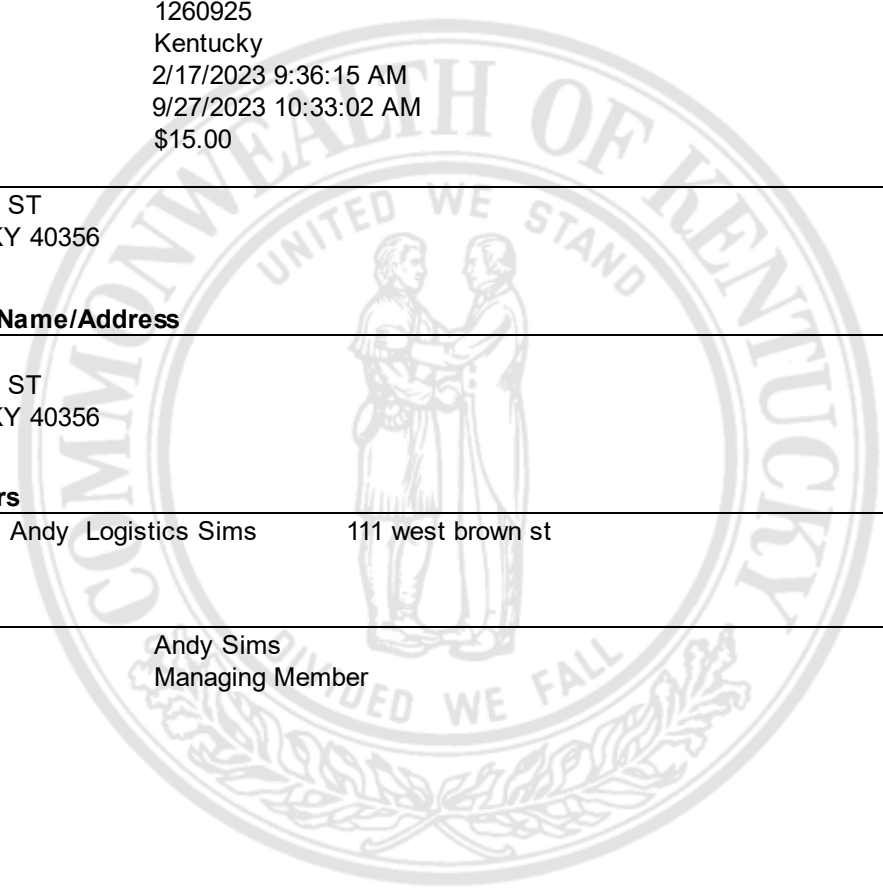 1260925
Kentucky
2/17/2023 9:36:15 AM
9/27/2023 10:33:02 AM
$15.00
ST
KY 40356
Name/Address
ST
KY 40356
rs
Andy Logistics Sims 111 west brown st
Andy Sims
Managing Member
COMMONWEALTH OF KENTUCKY
UNITED WE STAND
DIVIDED WE FALL